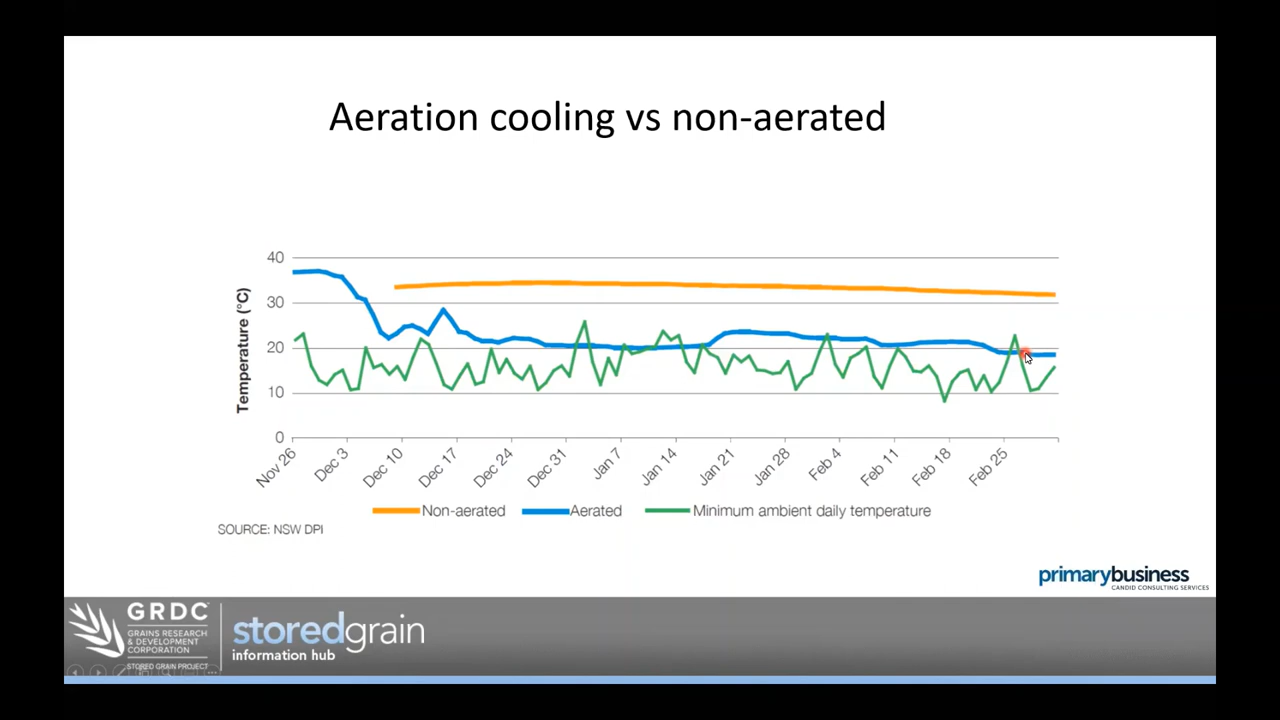 Aeration cooling vs non-aerated
40
30
20
10
0
Temperature (°C)
Nov 26
Dec 3
Dec 10
Dec 17
Dec 24
Dec 31
Jan 7
Jan 14
Jan 21
Jan 28
Feb 4
Feb 11
Feb 18
Feb 25
Non-aerated
Aerated
Minimum ambient daily temperature
SOURCE: NSW DPI
primarybusiness
CANDID CONSULTING SERVICES
GRDC
GRAINS RESEARCH
& DEVELOPMENT
CORPORATION
STORED GRAIN PROJECT
storedgrain
information hub